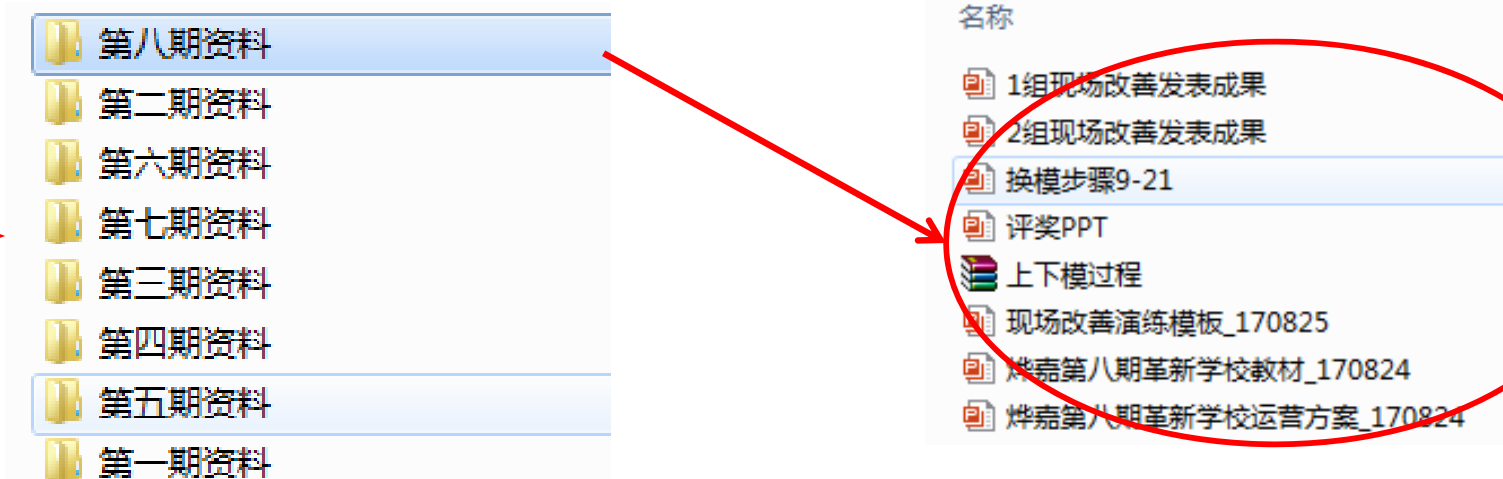 第八期资料
第二期资料
第六期资料
第七期资料
第三期资料
第四期资料
第五期资料
第一期资料
名称
1组现场改善发表成果
2组现场改善发表成果
换模步骤9-21
评奖PPT
上下模过程
现场改善演练模板_170825
烨嘉第八期革新学校教材_170824
烨嘉第八期革新学校运营方案_170824